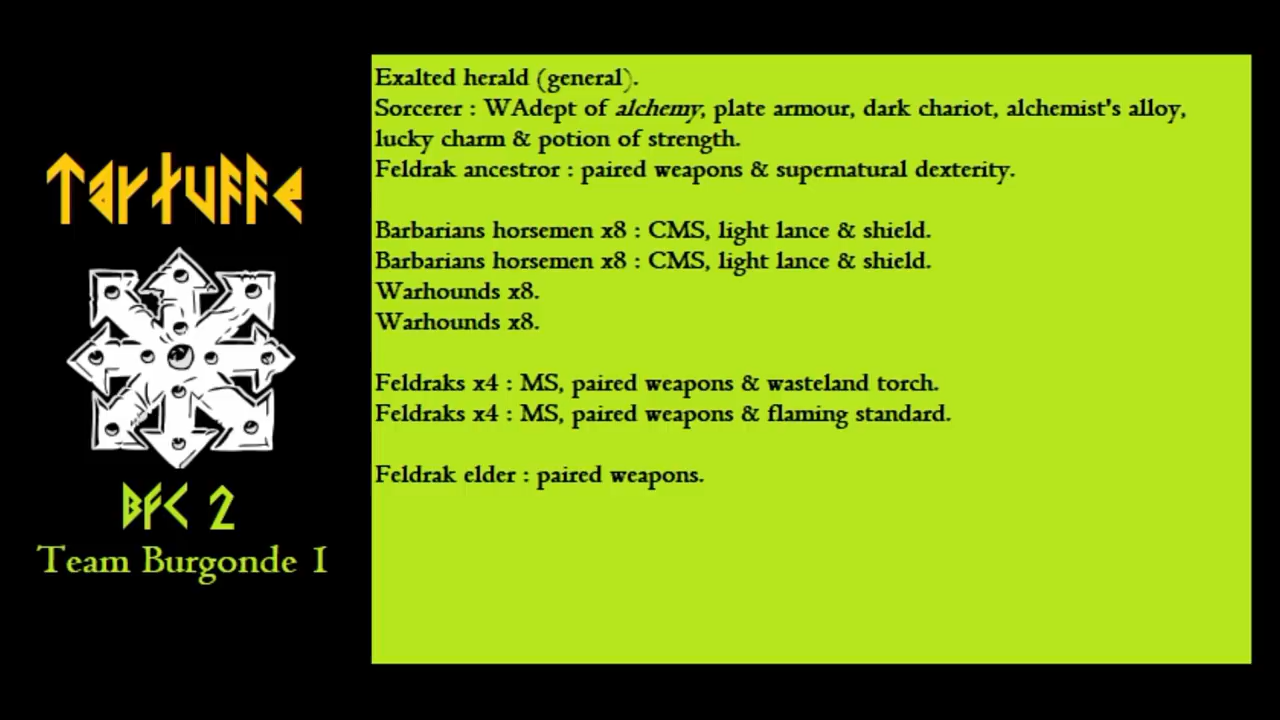 Tartuffe
BFC 2
Team Burgonde 1
Exalted herald (general).
Sorcerer : WAdept of alchemy, plate armour, dark chariot, alchemist's alloy,
lucky charm & potion of strength.
Feldrak ancestror : paired weapons & supernatural dexterity.
Barbarians horsemen x8 : CMS, light lance & shield.
Barbarians horsemen x8 : CMS, light lance & shield.
Warhounds x8.
Warhounds x8.
Feldraks x4 : MS, paired weapons & wasteland torch.
Feldraks x4 : MS, paired weapons & flaming standard.
Feldrak elder : paired weapons.